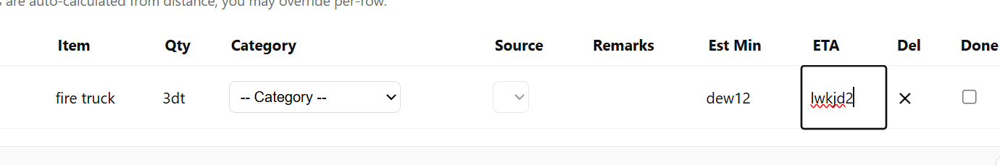 s are auto-calculated from distance, you may override per-row.
Item Qty Category Source Remarks Est Min ETA Del Done
fire truck 3dt -- Category -- dew12 lwkjd2